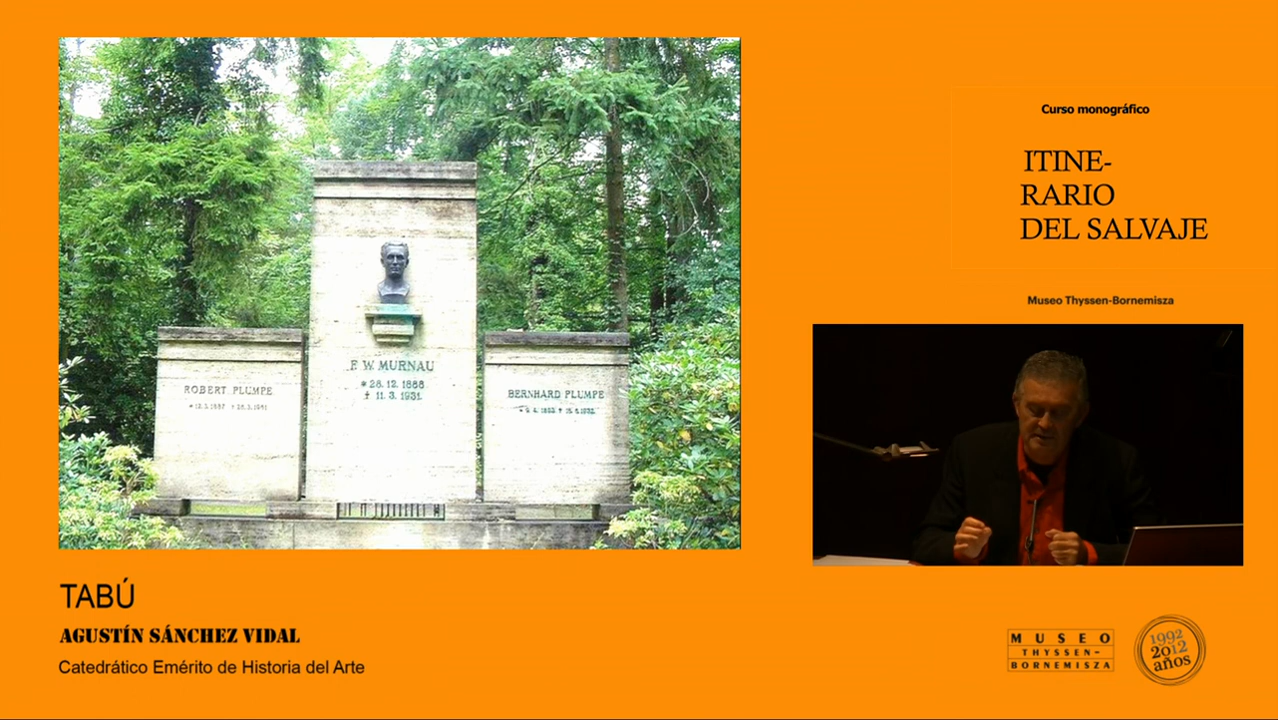 Curso monográfico
ITINE-
RARIO
DEL SALVAJE
Museo Thyssen-Bornemisza
F. W. MURNAU
* 28. 12. 1888
† 11. 3. 1931.
ROBERT PLUMPE
BERNHARD PLUMPE
TABÚ
AGUSTÍN SÁNCHEZ VIDAL
Catedrático Emérito de Historia del Arte
MUSEO
THYSSEN-
BORNEMISZA
1992
2012
años